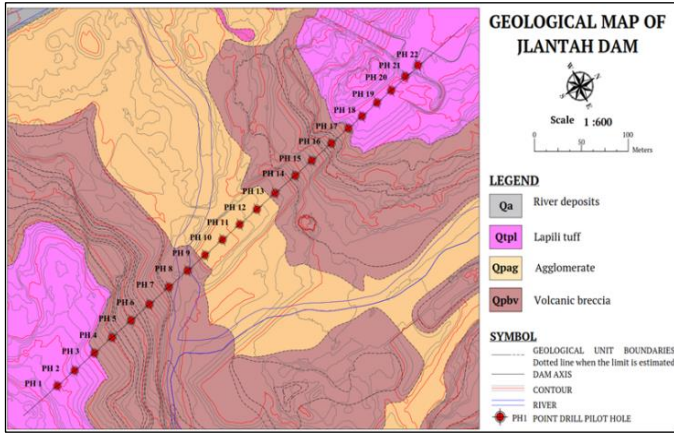 GEOLOGICAL MAP OF
JLANTAH DAM
Scale 1 :600
0 50 100
Meters
LEGEND
Qa River deposits
Qtpl Lapili tuff
Qpag Agglomerate
Qpbv Volcanic breccia
SYMBOL
GEOLOGICAL UNIT BOUNDARIES
Dotted line when the limit is estimated
DAM AXIS
CONTOUR
RIVER
PH1 POINT DRILL PILOT HOLE
PH 22
PH 21
PH 20
PH 19
PH 18
PH 17
PH 16
PH 15
PH 14
PH 13
PH 12
PH 11
PH 10
PH 9
PH 8
PH 7
PH 6
PH 5
PH 4
PH 3
PH 2
PH 1